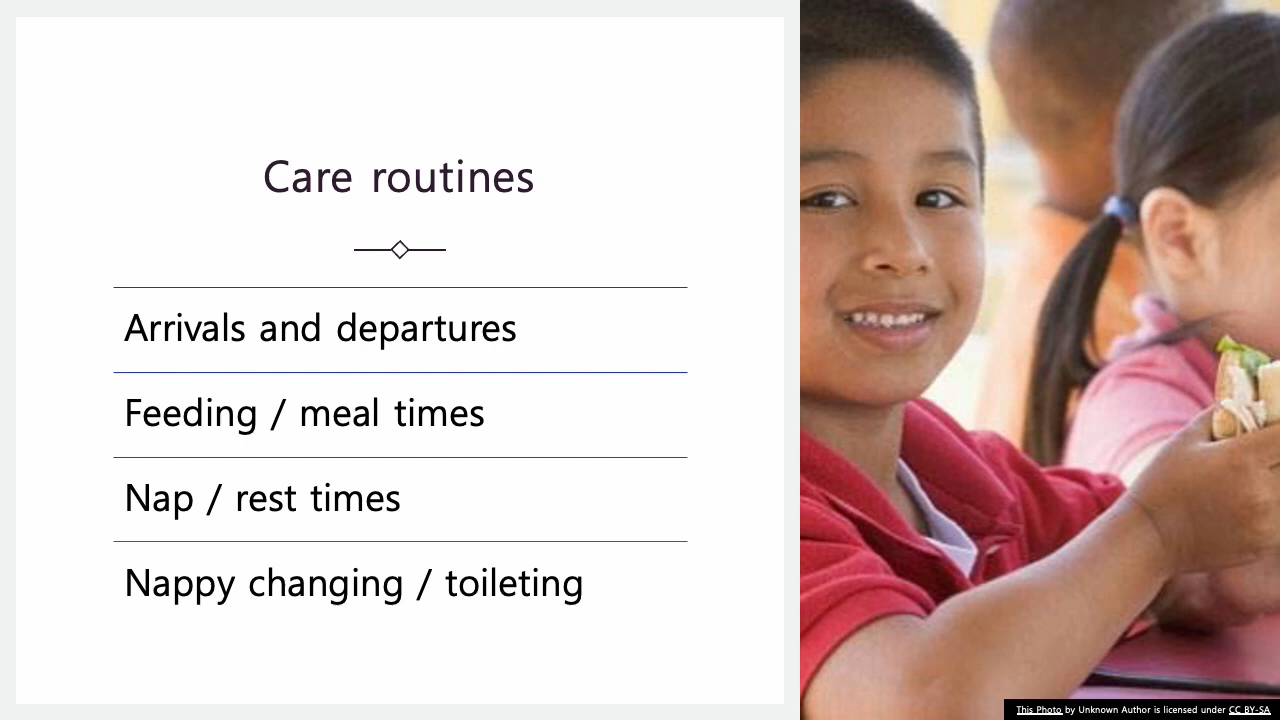 Care routines
Arrivals and departures
Feeding / meal times
Nap / rest times
Nappy changing / toileting
This Photo by Unknown Author is licensed under CC BY-SA